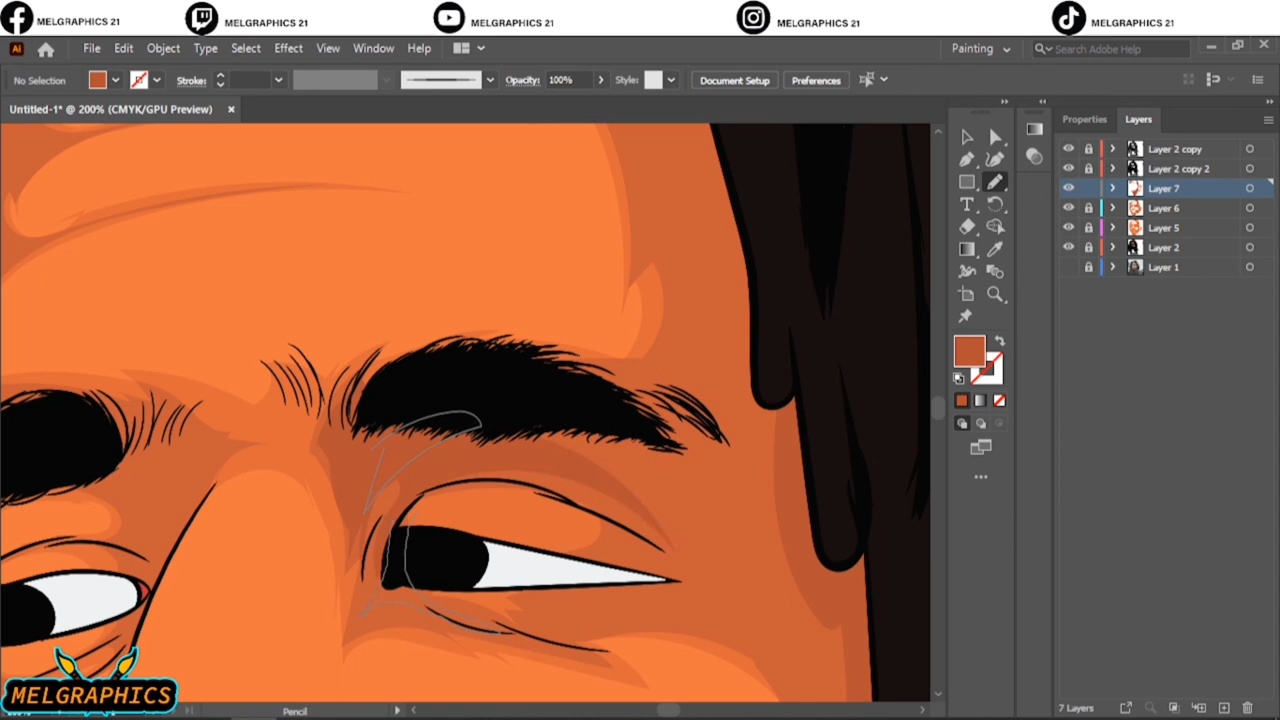 MELGRAPHICS 21 MELGRAPHICS 21 MELGRAPHICS 21 MELGRAPHICS 21 MELGRAPHICS 21
Ai File Edit Object Type Select Effect View Window Help Painting Search Adobe Help
No Selection Stroke: Opacity: 100% Style: Document Setup Preferences
Untitled-1* @ 200% (CMYK/GPU Preview)
Properties Layers
Layer 2 copy
Layer 2 copy 2
Layer 7
Layer 6
Layer 5
Layer 2
Layer 1
MELGRAPHICS
Pencil
7 Layers